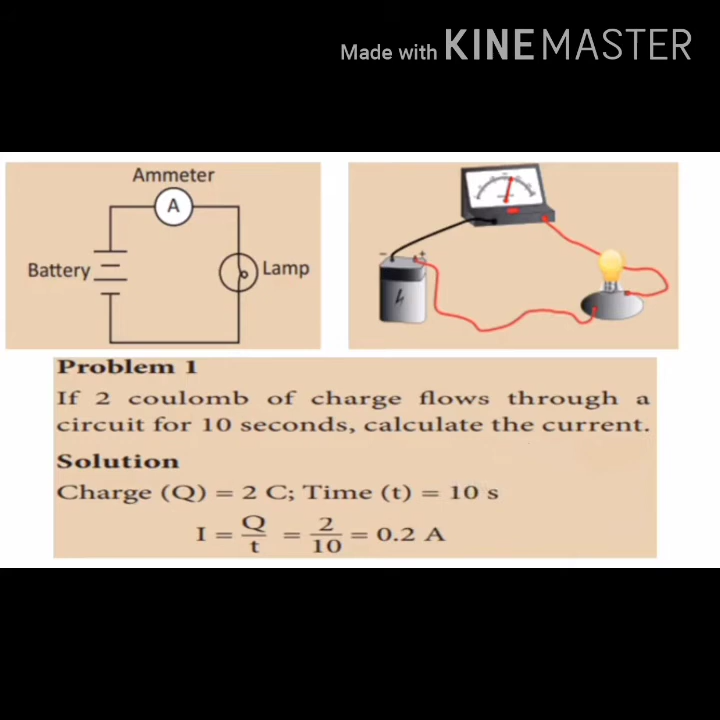 Made with KINEMASTER
Ammeter
A
Battery
Lamp
- +
Problem 1
If 2 coulomb of charge flows through a
circuit for 10 seconds, calculate the current.
Solution
Charge (Q) = 2 C; Time (t) = 10 s
I = Q/t = 2/10 = 0.2 A